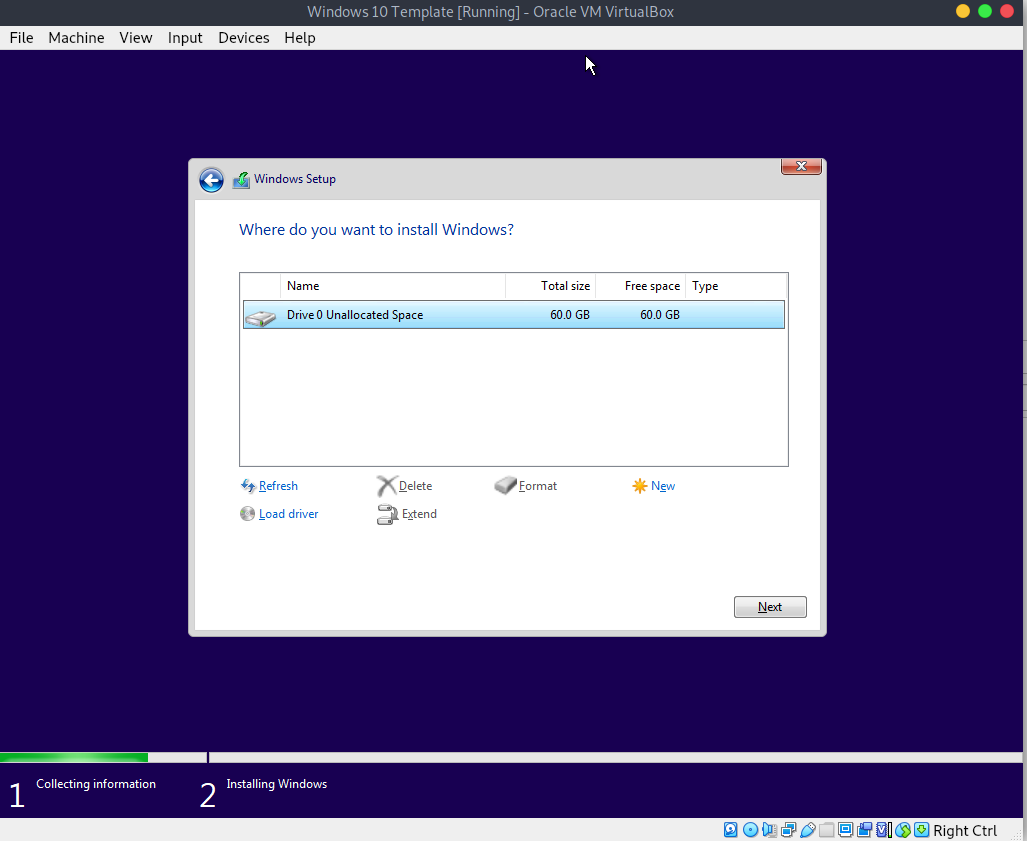 Windows 10 Template [Running] - Oracle VM VirtualBox
File Machine View Input Devices Help
Windows Setup
Where do you want to install Windows?
Name Total size Free space Type
Drive 0 Unallocated Space 60.0 GB 60.0 GB
Refresh Delete Format New
Load driver Extend
Next
1 Collecting information 2 Installing Windows
Right Ctrl